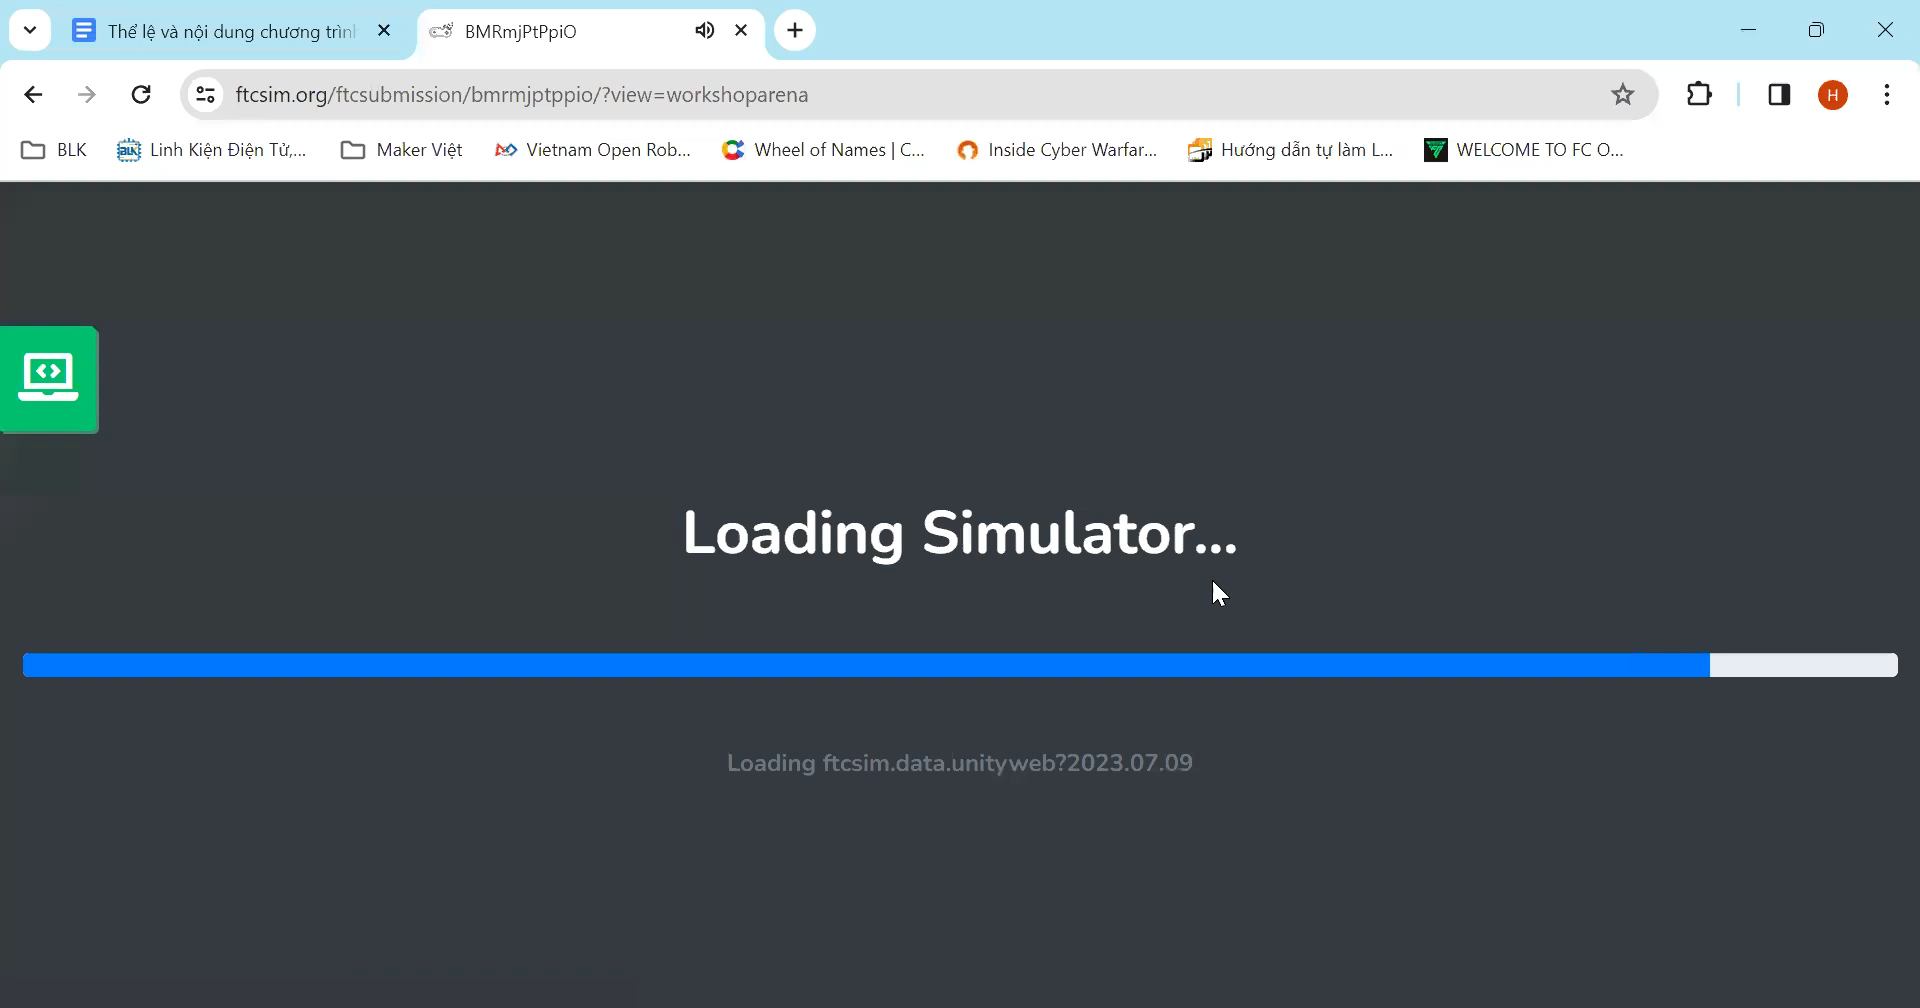 Thể lệ và nội dung chương trìn
BMRmjPtPpiO
ftcsim.org/ftcsubmission/bmrmjptppio/?view=workshoparena
H
BLK
BLK
Linh Kiện Điện Tử,...
Maker Việt
Vietnam Open Rob...
Wheel of Names | C...
Inside Cyber Warfar...
Hướng dẫn tự làm L...
WELCOME TO FC O...
Loading Simulator...
Loading ftcsim.data.unityweb?2023.07.09